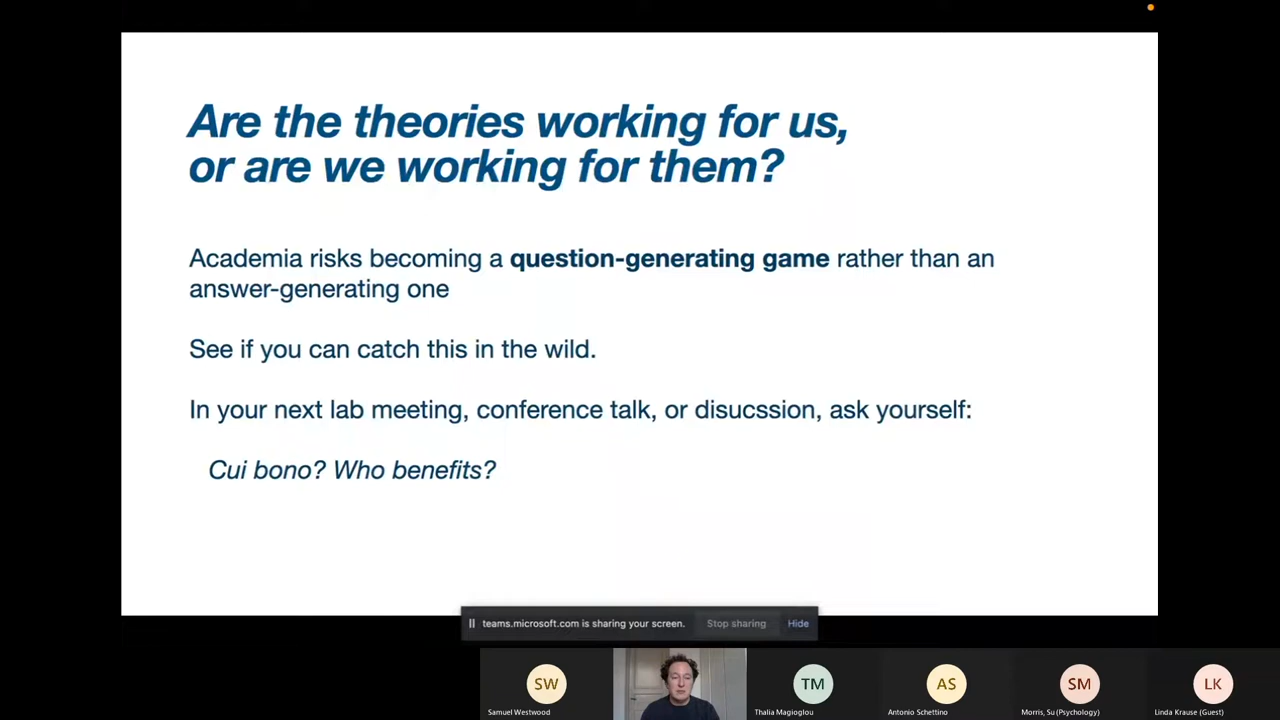 Are the theories working for us,
or are we working for them?
Academia risks becoming a question-generating game rather than an
answer-generating one
See if you can catch this in the wild.
In your next lab meeting, conference talk, or disucssion, ask yourself:
Cui bono? Who benefits?
teams.microsoft.com is sharing your screen. Stop sharing Hide
SW TM AS SM LK
Samuel Westwood Thalia Magioglou Antonio Schettino Morris, Su (Psychology) Linda Krause (Guest)